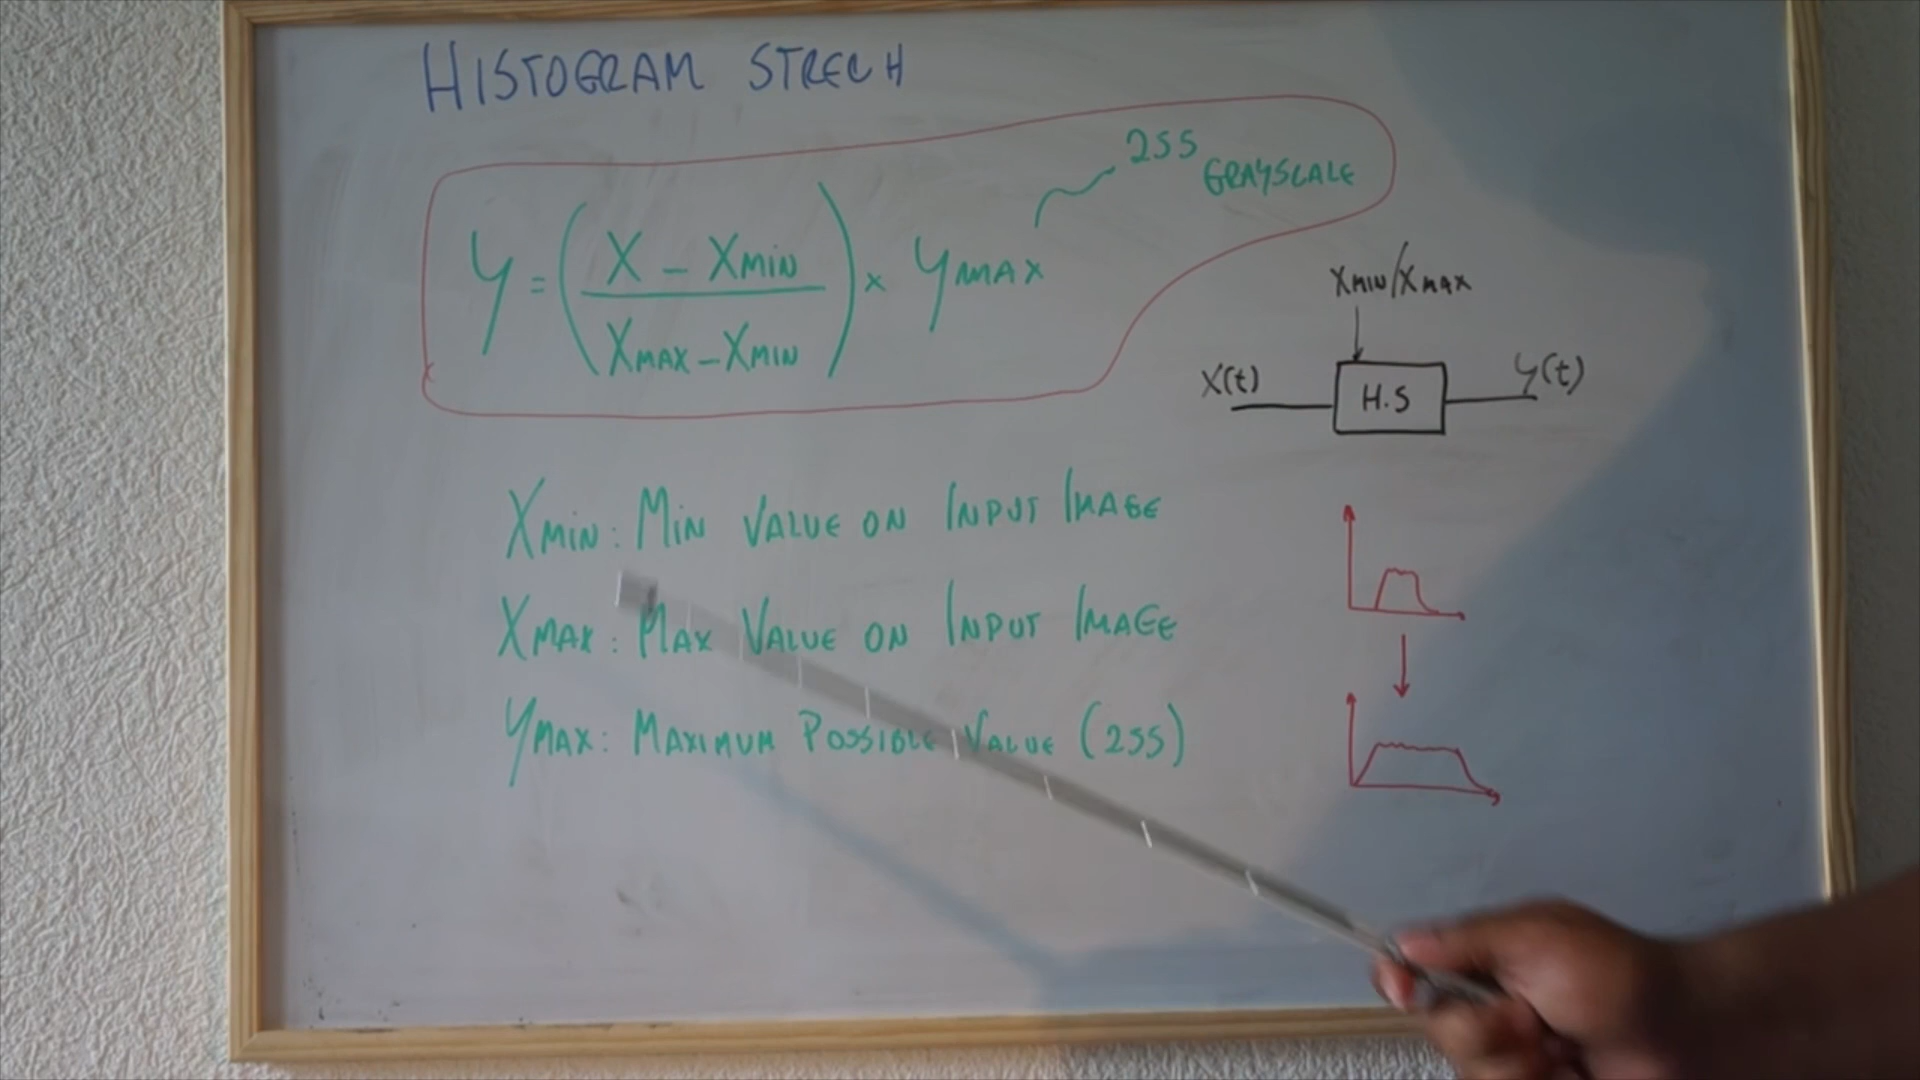 HISTOGRAM STRECH
255
GRAYSCALE
Y = ( X - XMIN / XMAX - XMIN ) x YMAX
XMIN/XMAX
X(t)
H.S
Y(t)
XMIN: MIN VALUE ON INPUT IMAGE
XMAX: MAX VALUE ON INPUT IMAGE
YMAX: MAXIMUM POSSIBLE VALUE (255)